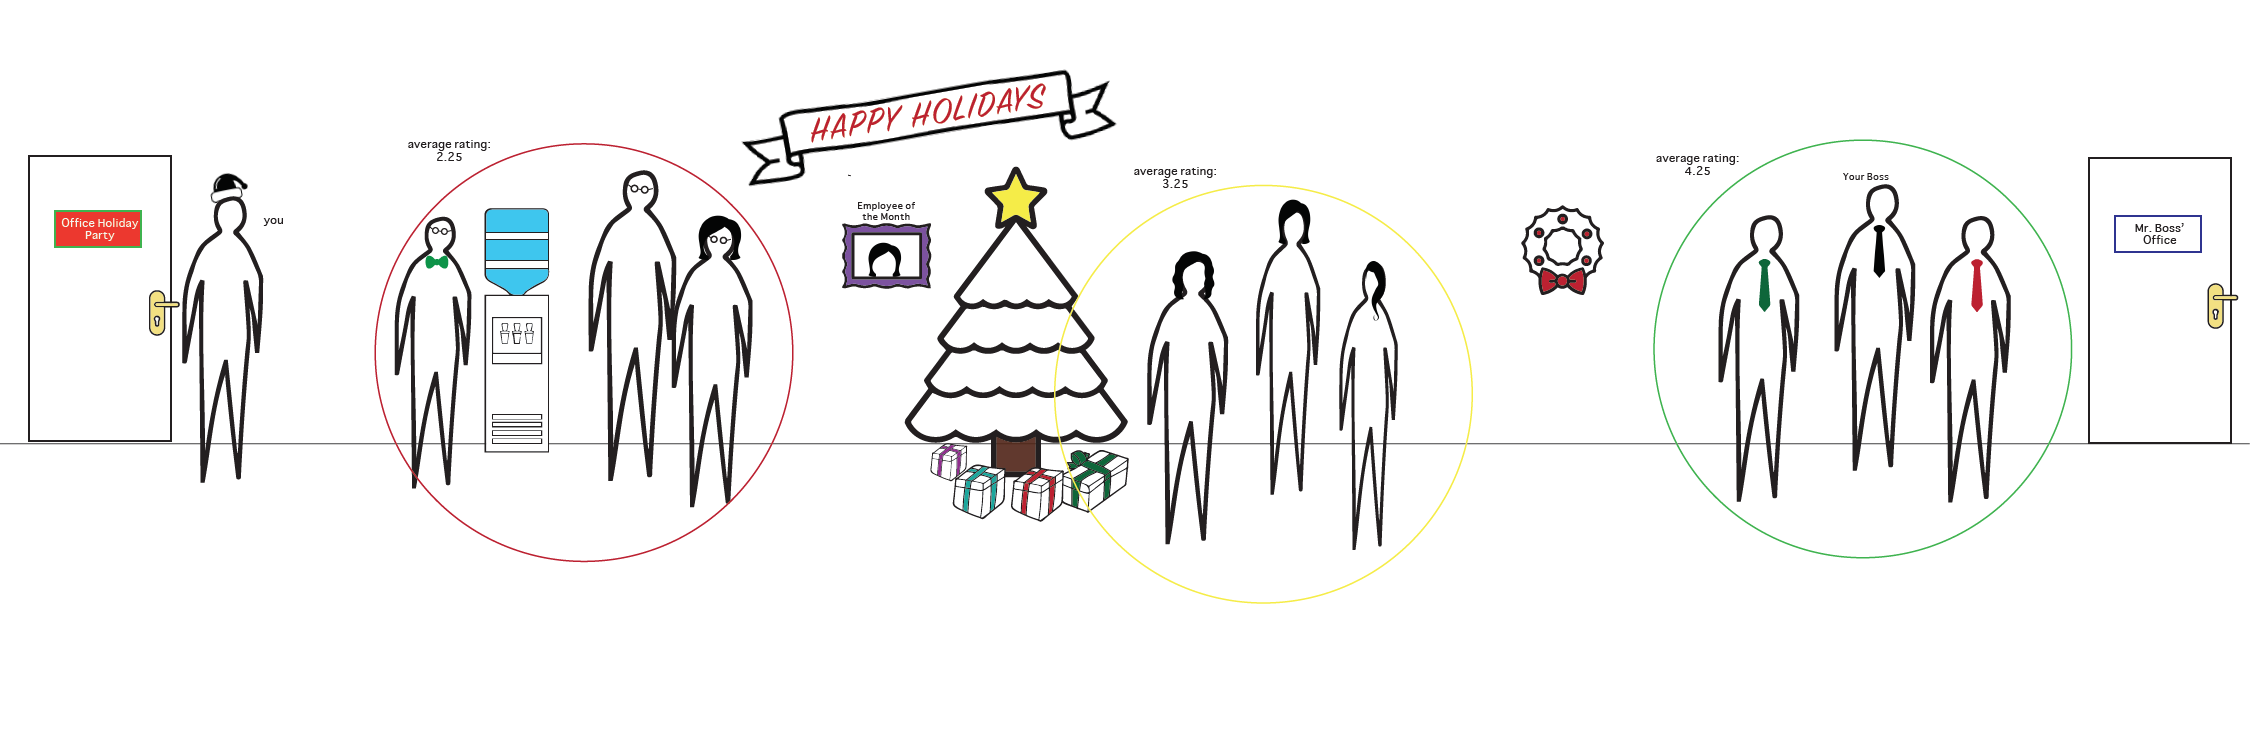 Office Holiday
Party
you
average rating:
2.25
HAPPY HOLIDAYS
Employee of
the Month
average rating:
3.25
average rating:
4.25
Your Boss
Mr. Boss'
Office